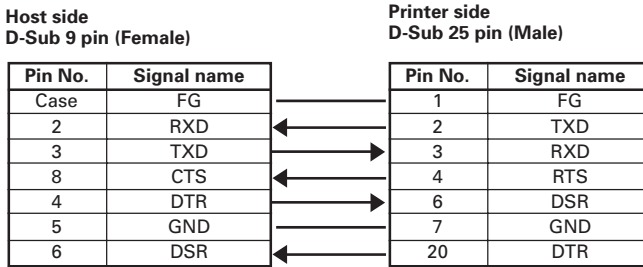 Host side
D-Sub 9 pin (Female)
Printer side
D-Sub 25 pin (Male)
Pin No. Signal name Pin No. Signal name
Case FG 1 FG
2 RXD 2 TXD
3 TXD 3 RXD
8 CTS 4 RTS
4 DTR 6 DSR
5 GND 7 GND
6 DSR 20 DTR